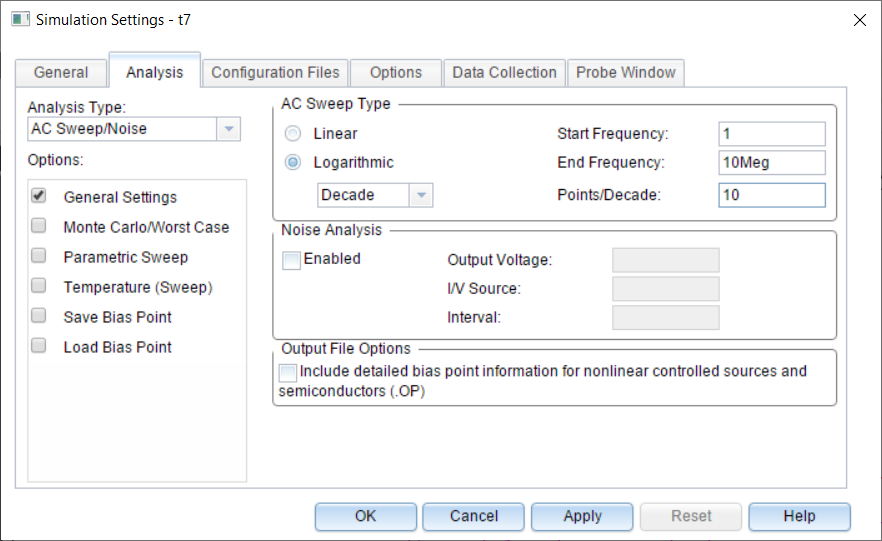 Simulation Settings - t7
General
Analysis
Configuration Files
Options
Data Collection
Probe Window
Analysis Type:
AC Sweep/Noise
Options:
General Settings
Monte Carlo/Worst Case
Parametric Sweep
Temperature (Sweep)
Save Bias Point
Load Bias Point
AC Sweep Type
Linear
Logarithmic
Decade
Start Frequency: 1
End Frequency: 10Meg
Points/Decade: 10
Noise Analysis
Enabled
Output Voltage:
I/V Source:
Interval:
Output File Options
Include detailed bias point information for nonlinear controlled sources and
semiconductors (.OP)
OK
Cancel
Apply
Reset
Help